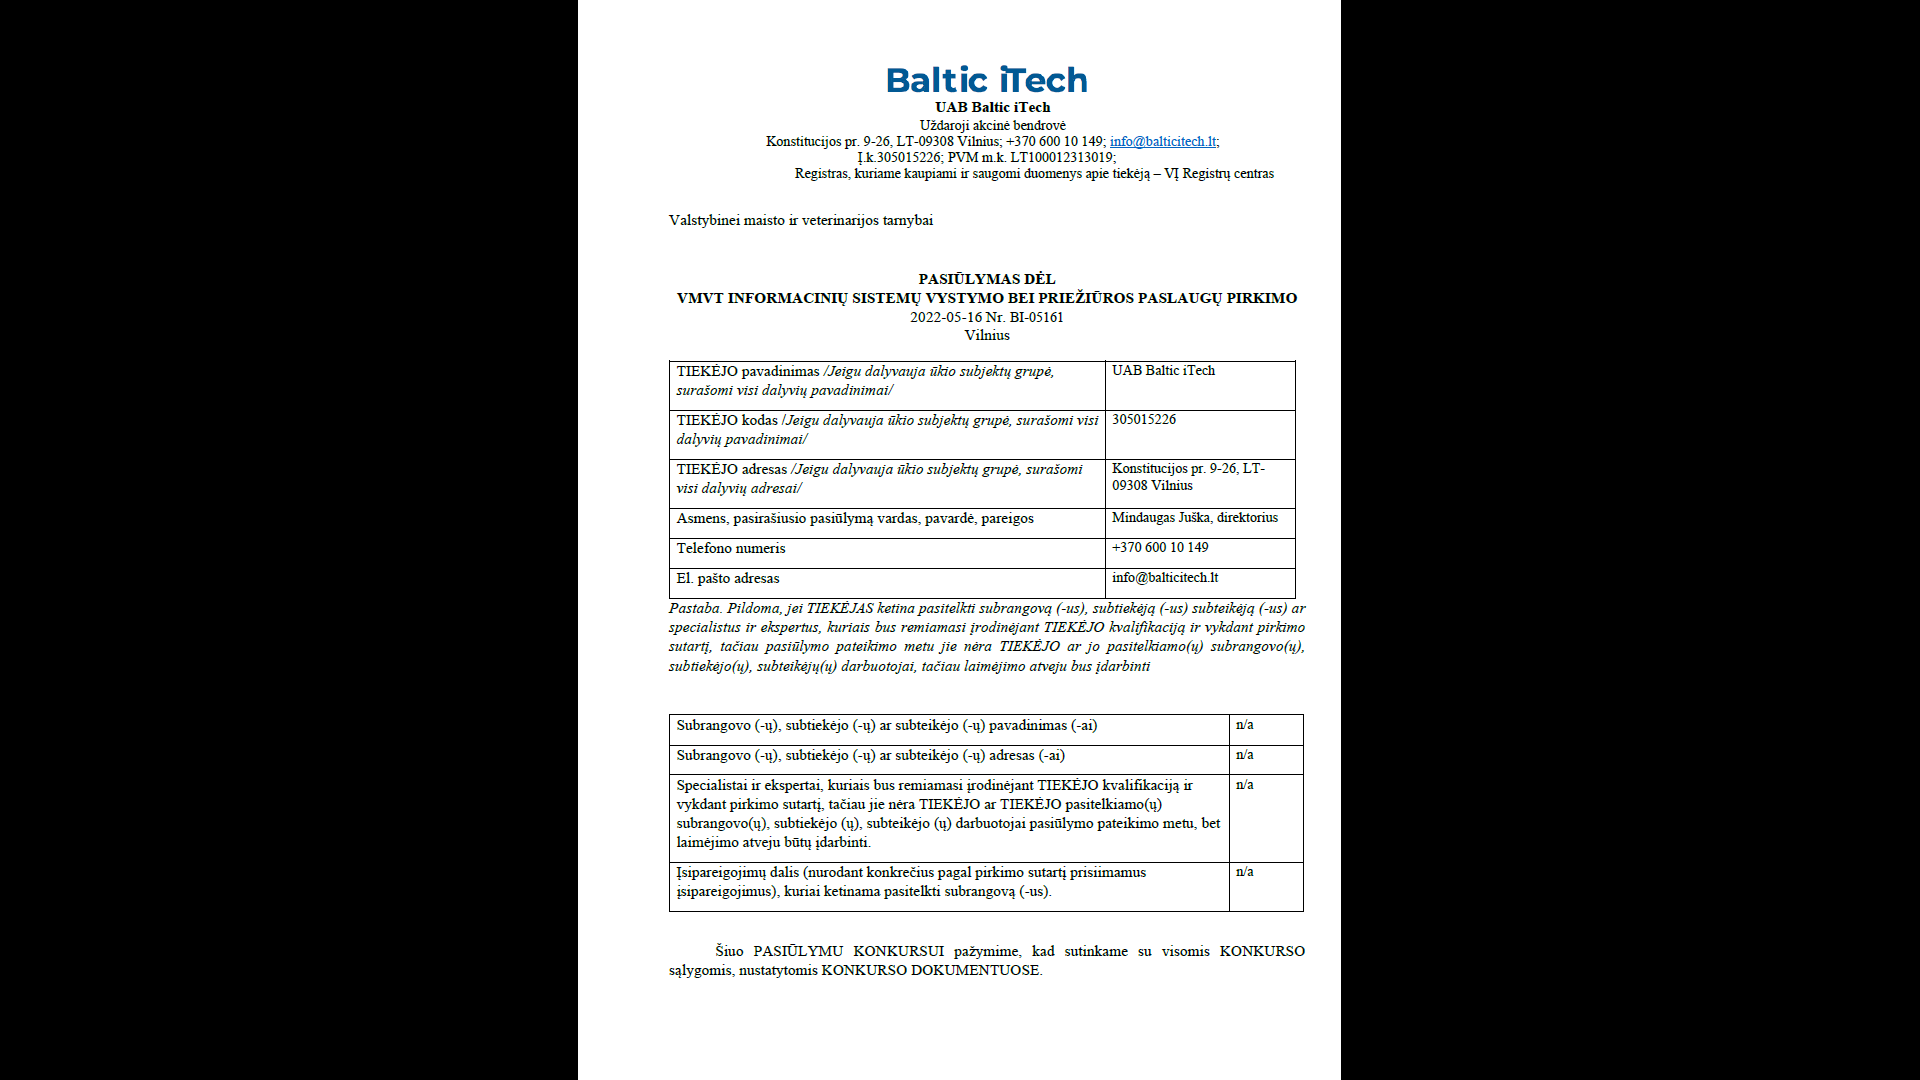 Baltic iTech
UAB Baltic iTech
Uždaroji akcinė bendrovė
Konstitucijos pr. 9-26, LT-09308 Vilnius; +370 600 10 149; info@balticitech.lt;
Į.k.305015226; PVM m.k. LT100012313019;
Registras, kuriame kaupiami ir saugomi duomenys apie tiekėją – VĮ Registrų centras
Valstybinei maisto ir veterinarijos tarnybai
PASIŪLYMAS DĖL
VMVT INFORMACINIŲ SISTEMŲ VYSTYMO BEI PRIEŽIŪROS PASLAUGŲ PIRKIMO
2022-05-16 Nr. BI-05161
Vilnius
TIEKĖJO pavadinimas /Jeigu dalyvauja ūkio subjektų grupė,
surašomi visi dalyvių pavadinimai/
UAB Baltic iTech
TIEKĖJO kodas /Jeigu dalyvauja ūkio subjektų grupė, surašomi visi
dalyvių pavadinimai/
305015226
TIEKĖJO adresas /Jeigu dalyvauja ūkio subjektų grupė, surašomi
visi dalyvių adresai/
Konstitucijos pr. 9-26, LT-
09308 Vilnius
Asmens, pasirašiusio pasiūlymą vardas, pavardė, pareigos
Mindaugas Juška, direktorius
Telefono numeris
+370 600 10 149
El. pašto adresas
info@balticitech.lt
Pastaba. Pildoma, jei TIEKĖJAS ketina pasitelkti subrangovą (-us), subtiekėją (-us) subteikėją (-us) ar
specialistus ir ekspertus, kuriais bus remiamasi įrodinėjant TIEKĖJO kvalifikaciją ir vykdant pirkimo
sutartį, tačiau pasiūlymo pateikimo metu jie nėra TIEKĖJO ar jo pasitelkiamo(ų) subrangovo(ų),
subtiekėjo(ų), subteikėjų(ų) darbuotojai, tačiau laimėjimo atveju bus įdarbinti
Subrangovo (-ų), subtiekėjo (-ų) ar subteikėjo (-ų) pavadinimas (-ai)
n/a
Subrangovo (-ų), subtiekėjo (-ų) ar subteikėjo (-ų) adresas (-ai)
n/a
Specialistai ir ekspertai, kuriais bus remiamasi įrodinėjant TIEKĖJO kvalifikaciją ir
vykdant pirkimo sutartį, tačiau jie nėra TIEKĖJO ar TIEKĖJO pasitelkiamo(ų)
subrangovo(ų), subtiekėjo (ų), subteikėjo (ų) darbuotojai pasiūlymo pateikimo metu, bet
laimėjimo atveju būtų įdarbinti.
n/a
Įsipareigojimų dalis (nurodant konkrečius pagal pirkimo sutartį prisiimamus
įsipareigojimus), kuriai ketinama pasitelkti subrangovą (-us).
n/a
Šiuo PASIŪLYMU KONKURSUI pažymime, kad sutinkame su visomis KONKURSO
sąlygomis, nustatytomis KONKURSO DOKUMENTUOSE.